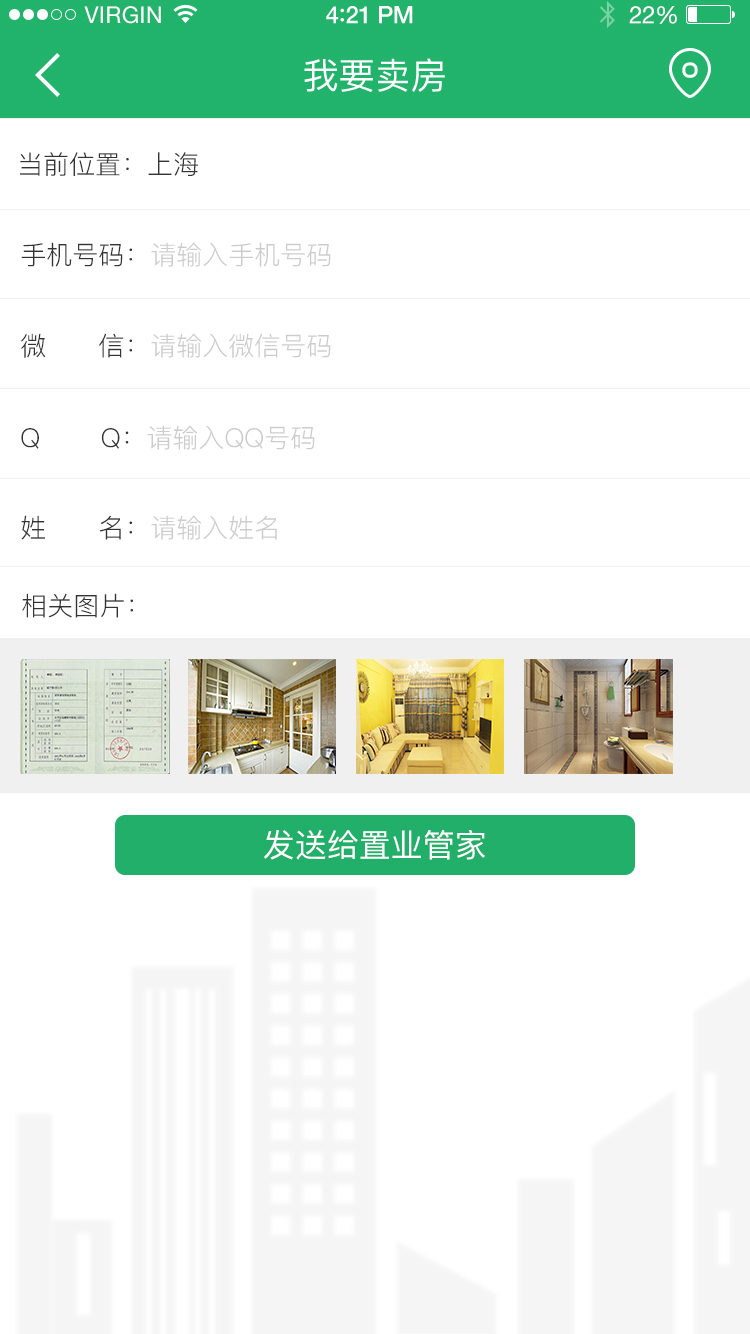 VIRGIN 4:21 PM 22%
我要卖房
当前位置：上海
手机号码：请输入手机号码
微 信：请输入微信号码
Q Q：请输入QQ号码
姓 名：请输入姓名
相关图片：
发送给置业管家